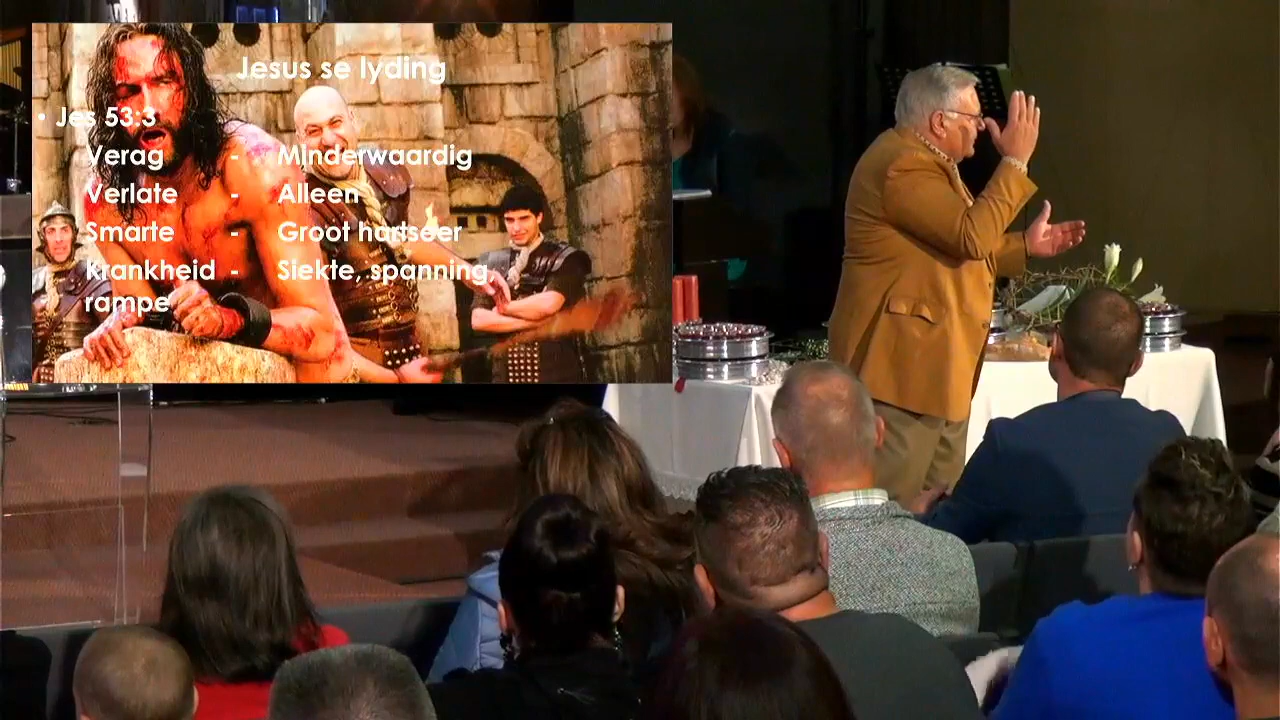 Jesus se lyding
• Jes 53:3
Verag - Minderwaardig
Verlate - Alleen
Smarte - Groot hartseer
Krankheid - Siekte, spanning,
rampe